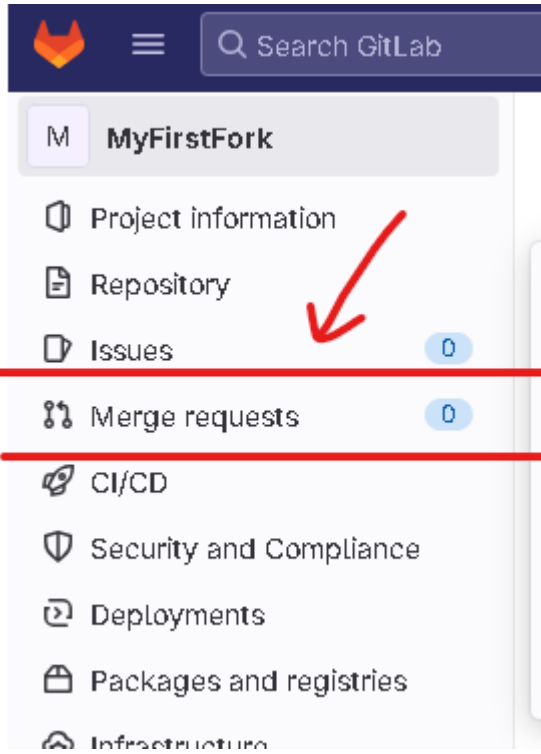 Search GitLab
M MyFirstFork
Project information
Repository
Issues 0
Merge requests 0
CI/CD
Security and Compliance
Deployments
Packages and registries
Infrastructure